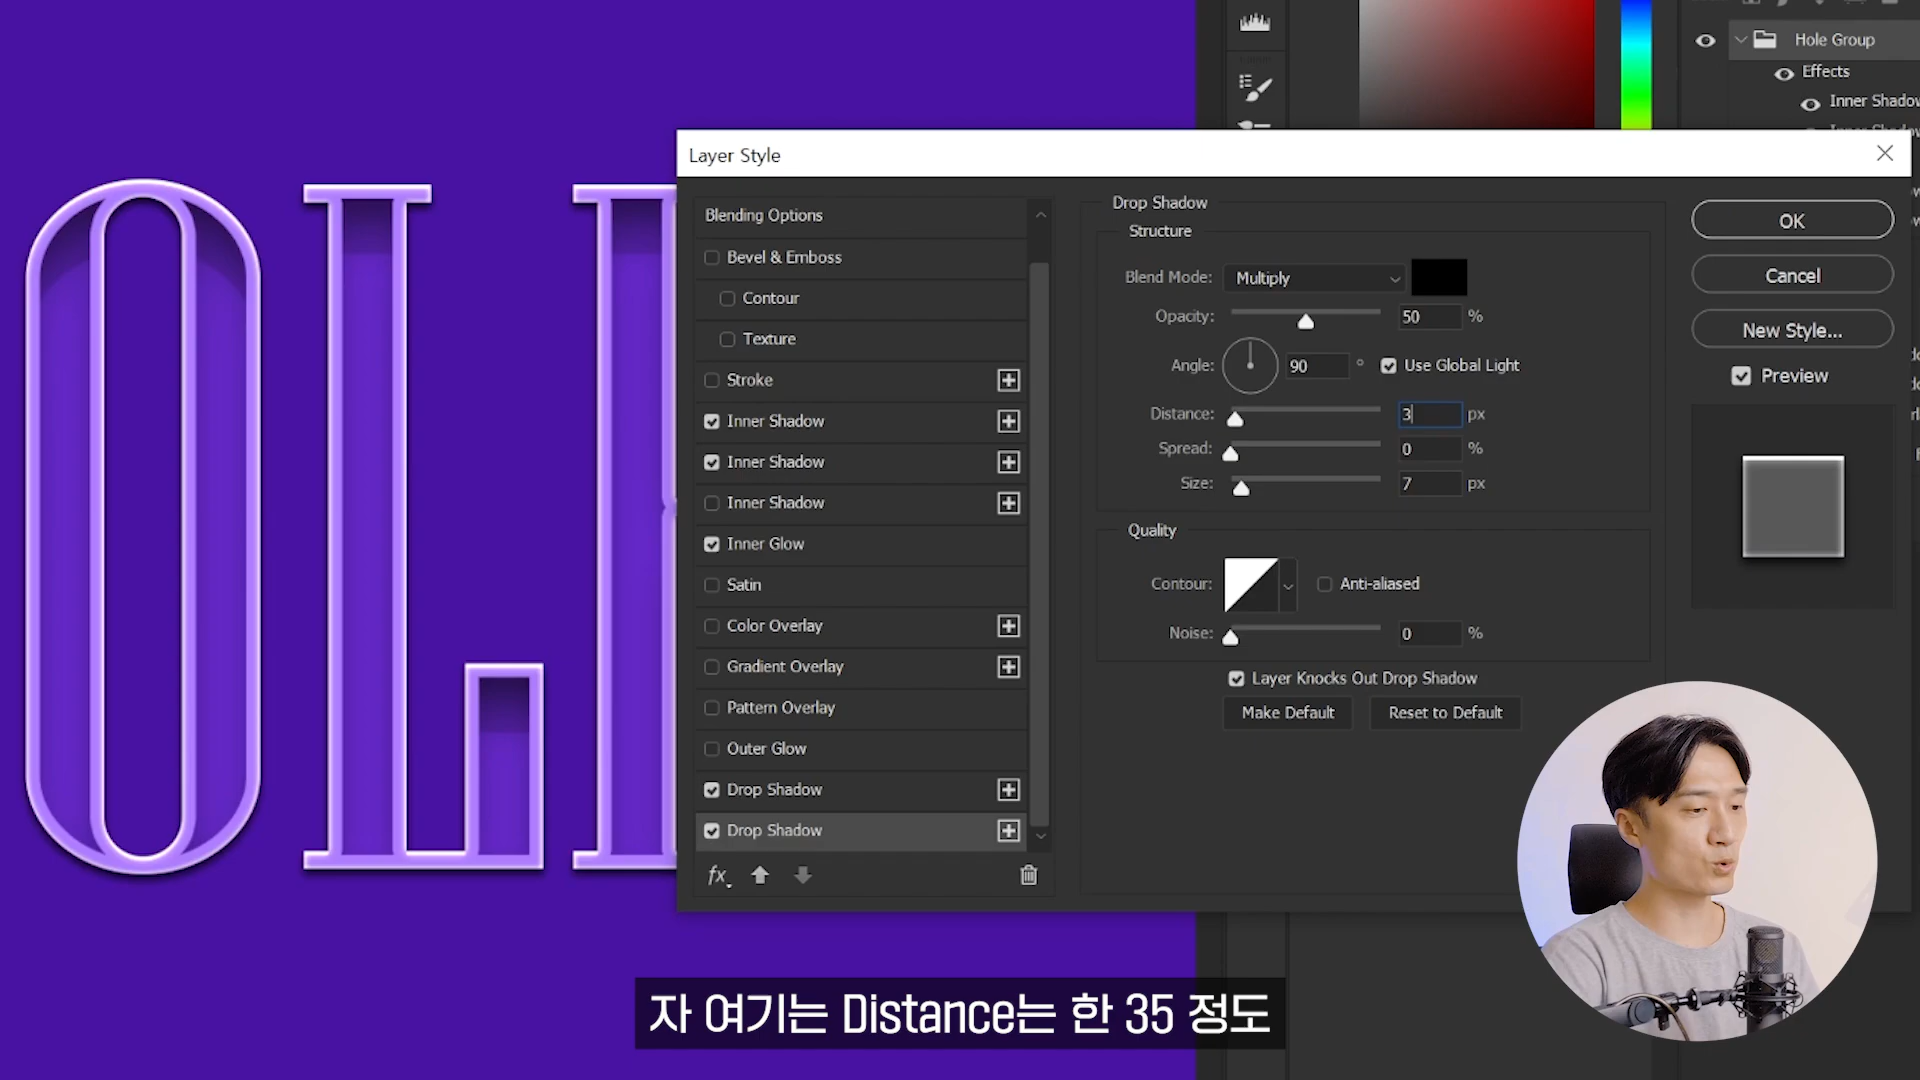 OL
Hole Group
Effects
Inner Shadow
Layer Style
Blending Options
Bevel & Emboss
Contour
Texture
Stroke
Inner Shadow
Inner Shadow
Inner Shadow
Inner Glow
Satin
Color Overlay
Gradient Overlay
Pattern Overlay
Outer Glow
Drop Shadow
Drop Shadow
fx
Drop Shadow
Structure
Blend Mode: Multiply
Opacity: 50 %
Angle: 90 ° Use Global Light
Distance: 3 px
Spread: 0 %
Size: 7 px
Quality
Contour: Anti-aliased
Noise: 0 %
Layer Knocks Out Drop Shadow
Make Default Reset to Default
OK
Cancel
New Style...
Preview
자 여기는 Distance는 한 35 정도